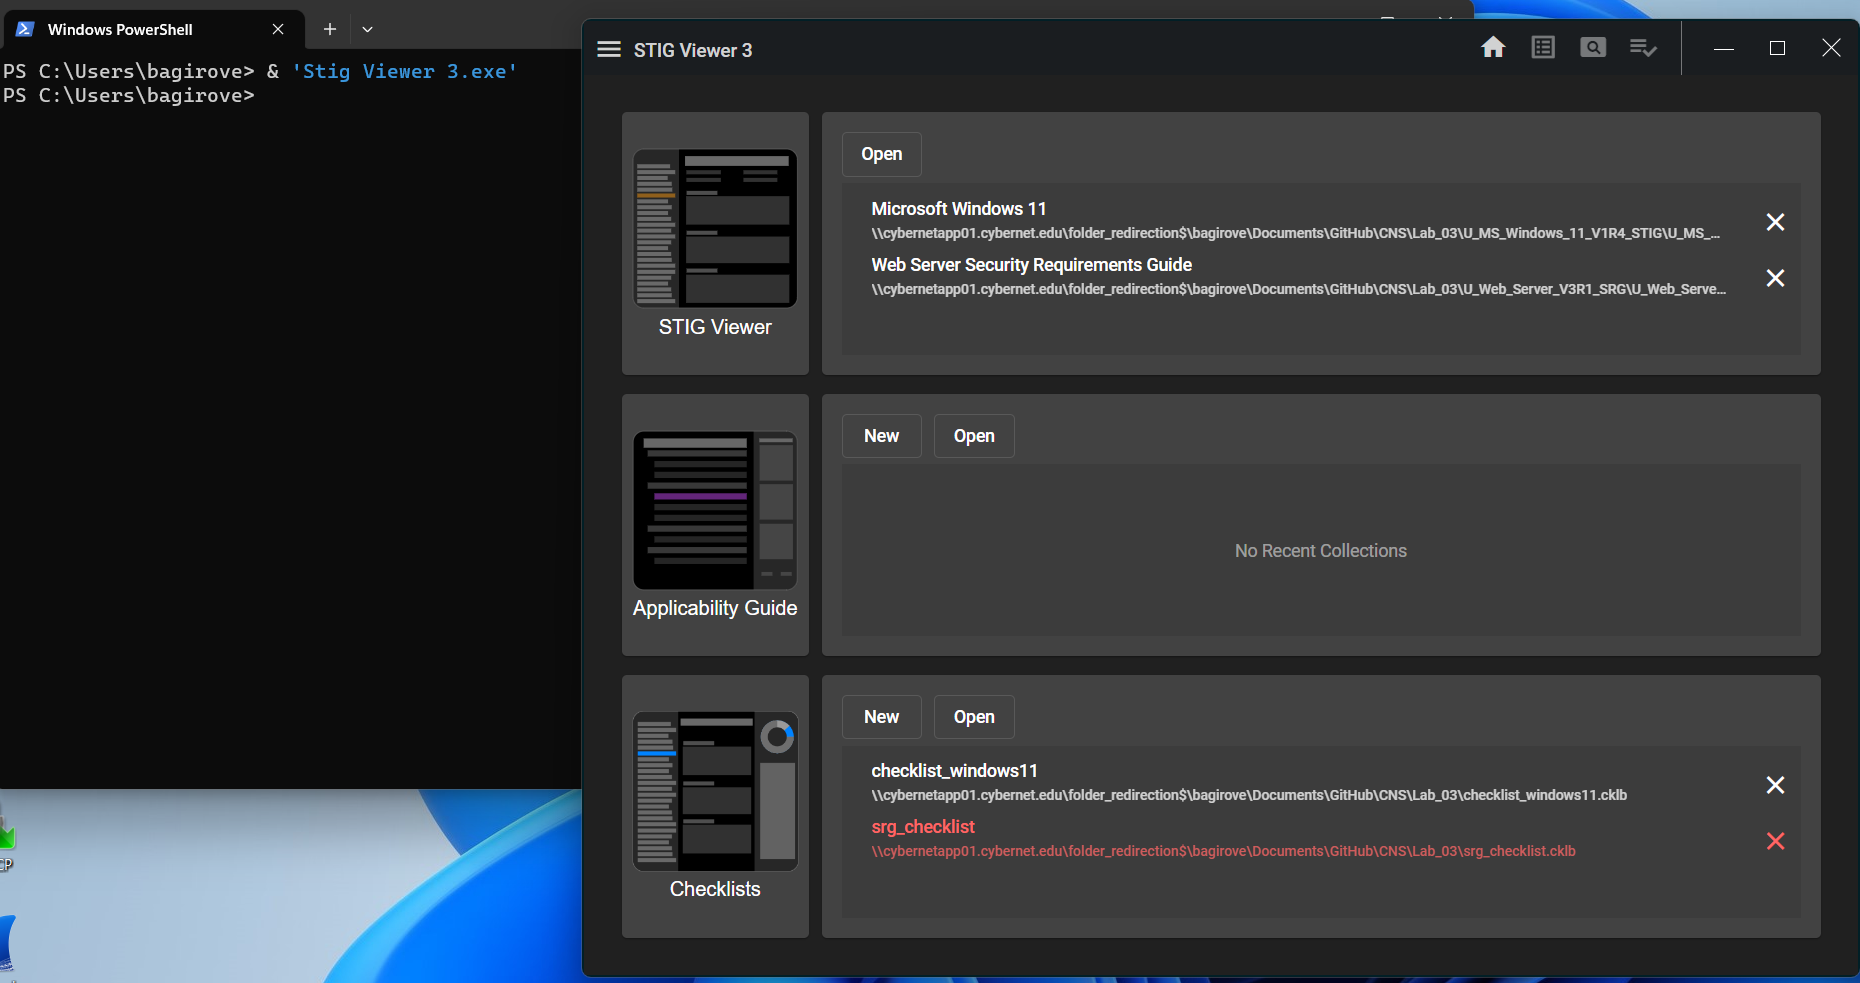 Windows PowerShell
PS C:\Users\bagirove> & 'Stig Viewer 3.exe'
PS C:\Users\bagirove>
STIG Viewer 3
STIG Viewer
Open
Microsoft Windows 11
\\cybernetapp01.cybernet.edu\folder_redirection$\bagirove\Documents\GitHub\CNS\Lab_03\U_MS_Windows_11_V1R4_STIG\U_MS_...
Web Server Security Requirements Guide
\\cybernetapp01.cybernet.edu\folder_redirection$\bagirove\Documents\GitHub\CNS\Lab_03\U_Web_Server_V3R1_SRG\U_Web_Serve...
Applicability Guide
New Open
No Recent Collections
Checklists
New Open
checklist_windows11
\\cybernetapp01.cybernet.edu\folder_redirection$\bagirove\Documents\GitHub\CNS\Lab_03\checklist_windows11.cklb
srg_checklist
\\cybernetapp01.cybernet.edu\folder_redirection$\bagirove\Documents\GitHub\CNS\Lab_03\srg_checklist.cklb